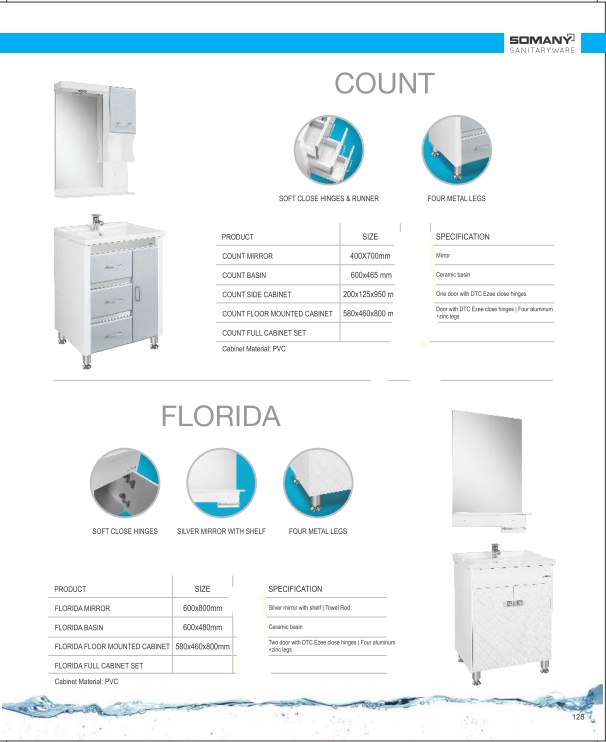 SOMANY
SANITARYWARE
COUNT
SOFT CLOSE HINGES & RUNNER
FOUR METAL LEGS
PRODUCT SIZE SPECIFICATION
COUNT MIRROR 400X700mm Mirror
COUNT BASIN 600x465 mm Ceramic basin
COUNT SIDE CABINET 200x125x950 m One door with DTC Ezee close hinges
COUNT FLOOR MOUNTED CABINET 580x460x800 m Door with DTC Ezee close hinges | Four aluminum
+zinc legs
COUNT FULL CABINET SET
Cabinet Material: PVC
FLORIDA
SOFT CLOSE HINGES
SILVER MIRROR WITH SHELF
FOUR METAL LEGS
PRODUCT SIZE SPECIFICATION
FLORIDA MIRROR 600x800mm Silver mirror with shelf | Towel Rod
FLORIDA BASIN 600x480mm Ceramic basin
FLORIDA FLOOR MOUNTED CABINET 580x460x800mm Two door with DTC Ezee close hinges | Four aluminum
+zinc legs
FLORIDA FULL CABINET SET
Cabinet Material: PVC
128